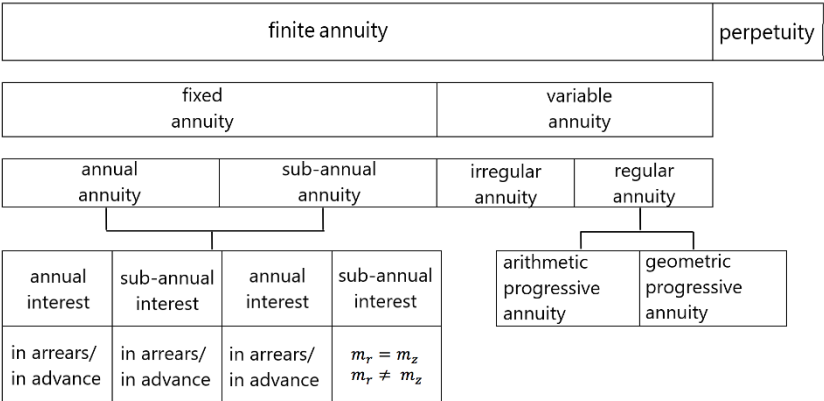 finite annuity
perpetuity
fixed
annuity
variable
annuity
annual
annuity
sub-annual
annuity
irregular
annuity
regular
annuity
annual
interest
sub-annual
interest
annual
interest
sub-annual
interest
arithmetic
progressive
annuity
geometric
progressive
annuity
in arrears/
in advance
in arrears/
in advance
in arrears/
in advance
$m_r = m_z$
$m_r \neq m_z$